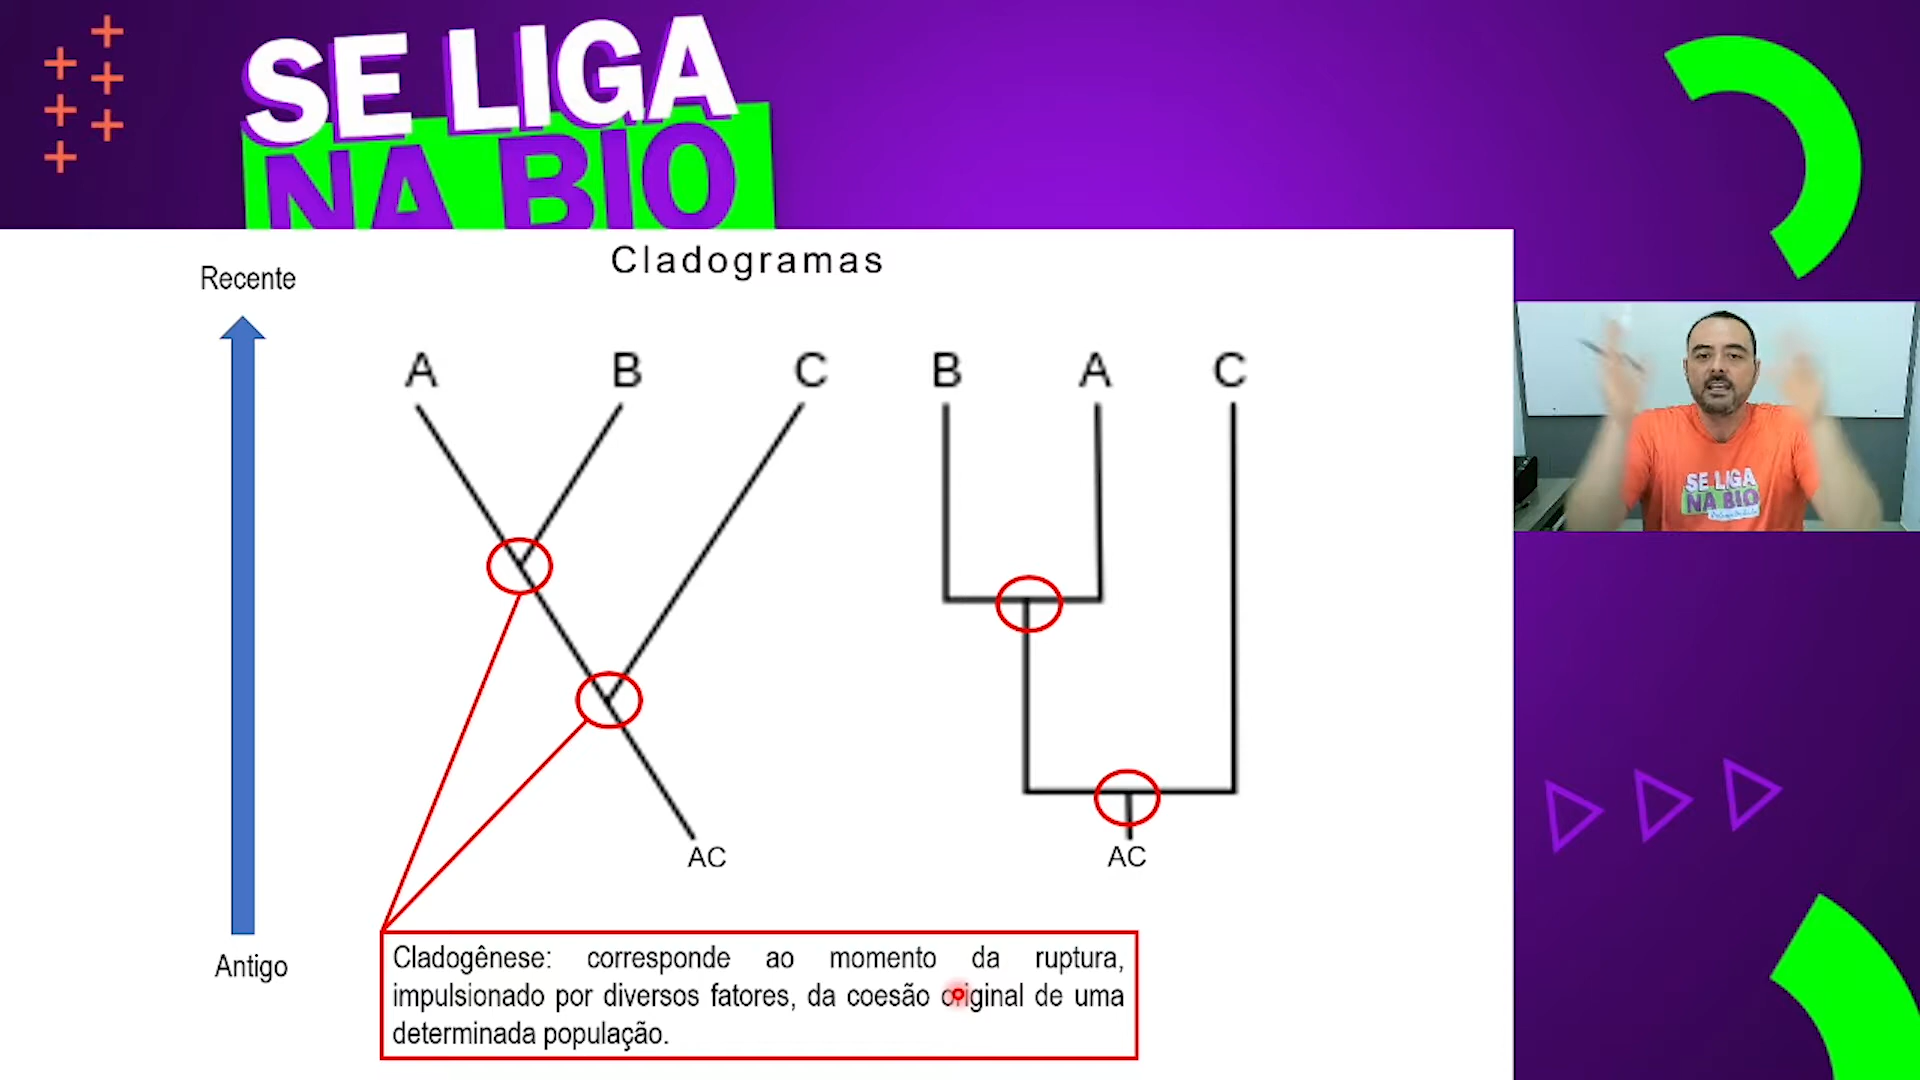 SE LIGA
NA BIO
Cladogramas
Recente
A B C B A C
AC AC
Antigo
Cladogênese: corresponde ao momento da ruptura,
impulsionado por diversos fatores, da coesão original de uma
determinada população.
SE LIGA
NA BIO